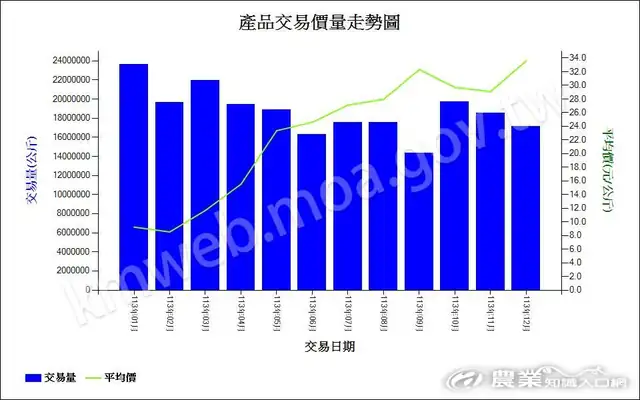 產品交易價量走勢圖
24000000
22000000
20000000
18000000
16000000
14000000
12000000
10000000
8000000
6000000
4000000
2000000
0
交易量(公斤)
34.0
32.0
30.0
28.0
26.0
24.0
22.0
20.0
18.0
16.0
14.0
12.0
10.0
8.0
6.0
4.0
2.0
0.0
平均價(元/公斤)
113年01月
113年02月
113年03月
113年04月
113年05月
113年06月
113年07月
113年08月
113年09月
113年10月
113年11月
113年12月
交易日期
交易量 平均價
kmweb.moa.gov.tw
農業知識入口網